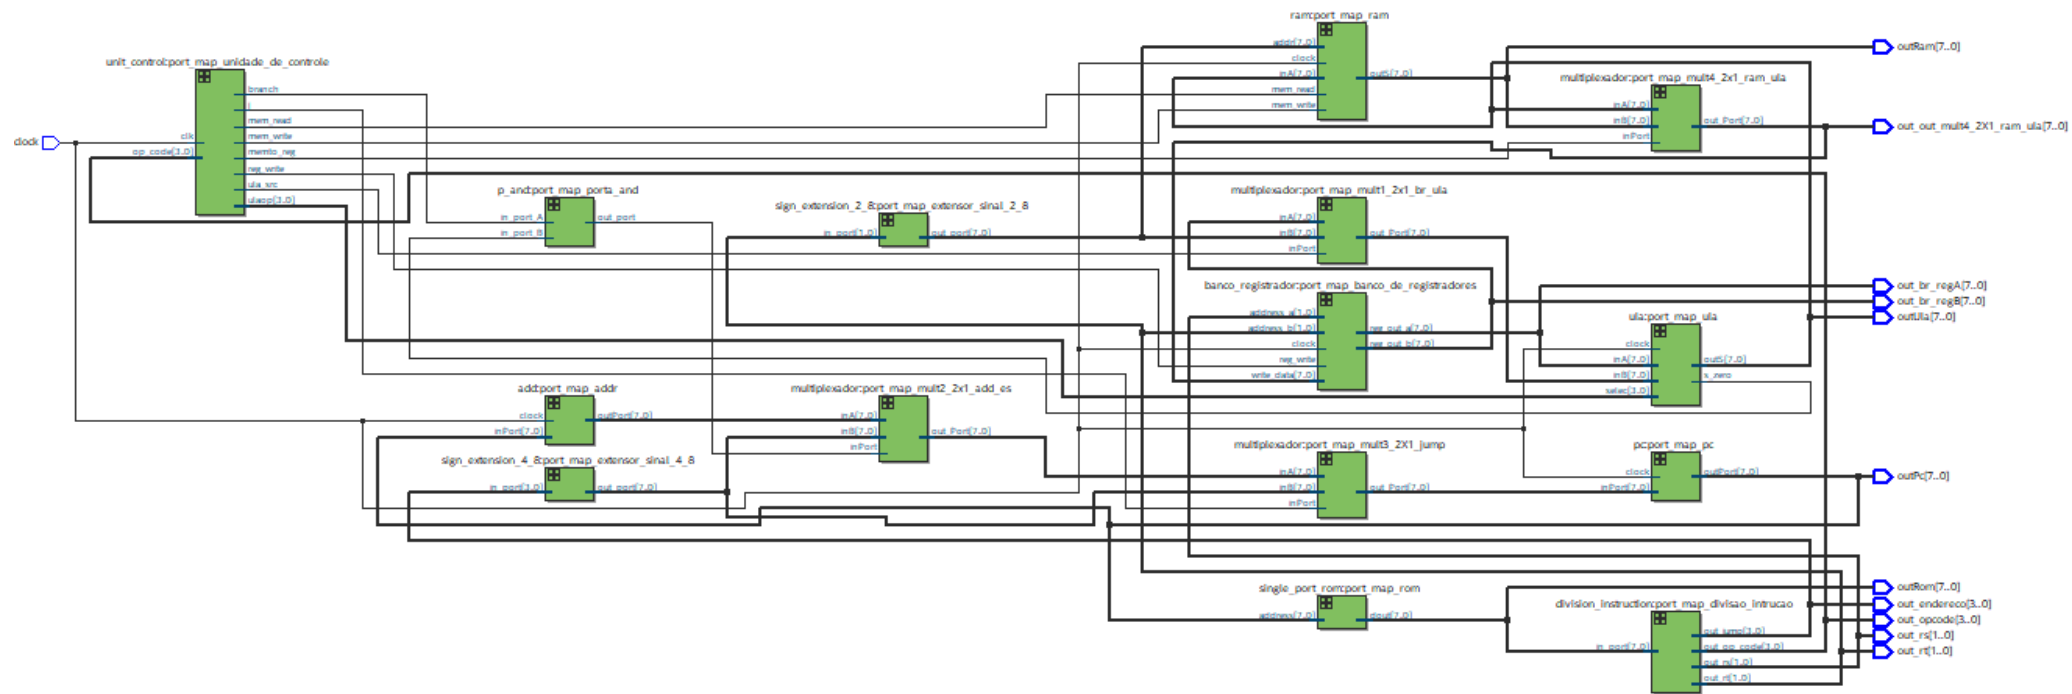 clock
unit_control:port_map_unidade_de_controle
clk
op_code[3..0]
branch
j
mem_read
mem_write
memto_reg
reg_write
ula_src
ulaop[3..0]
p_and:port_map_porta_and
in_port_A
in_port_B
out_port
sign_extension_2_8:port_map_extensor_sinal_2_8
in_port[1..0]
out_port[7..0]
add:port_map_addr
clock
inPort[7..0]
outPort[7..0]
sign_extension_4_8:port_map_extensor_sinal_4_8
in_port[3..0]
out_port[7..0]
multiplexador:port_map_mult2_2x1_add_es
inA[7..0]
inB[7..0]
inPort
out_Port[7..0]
ram:port_map_ram
addr[7..0]
clock
inA[7..0]
mem_read
mem_write
outS[7..0]
multiplexador:port_map_mult1_2x1_br_ula
inA[7..0]
inB[7..0]
inPort
out_Port[7..0]
banco_registrador:port_map_banco_de_registradores
address_a[1..0]
address_b[1..0]
clock
reg_write
write_data[7..0]
reg_out_a[7..0]
reg_out_b[7..0]
multiplexador:port_map_mult3_2X1_jump
inA[7..0]
inB[7..0]
inPort
out_Port[7..0]
single_port_rom:port_map_rom
address[7..0]
dout[7..0]
multiplexador:port_map_mult4_2x1_ram_ula
inA[7..0]
inB[7..0]
inPort
out_Port[7..0]
ula:port_map_ula
clock
inA[7..0]
inB[7..0]
selec[3..0]
outS[7..0]
s_zero
pc:port_map_pc
clock
inPort[7..0]
outPort[7..0]
division_instruction:port_map_divisao_intrucao
in_port[7..0]
out_jump[3..0]
out_op_code[3..0]
out_rs[1..0]
out_rt[1..0]
outRam[7..0]
out_out_mult4_2X1_ram_ula[7..0]
out_br_regA[7..0]
out_br_regB[7..0]
outUla[7..0]
outPc[7..0]
outRom[7..0]
out_endereco[3..0]
out_opcode[3..0]
out_rs[1..0]
out_rt[1..0]